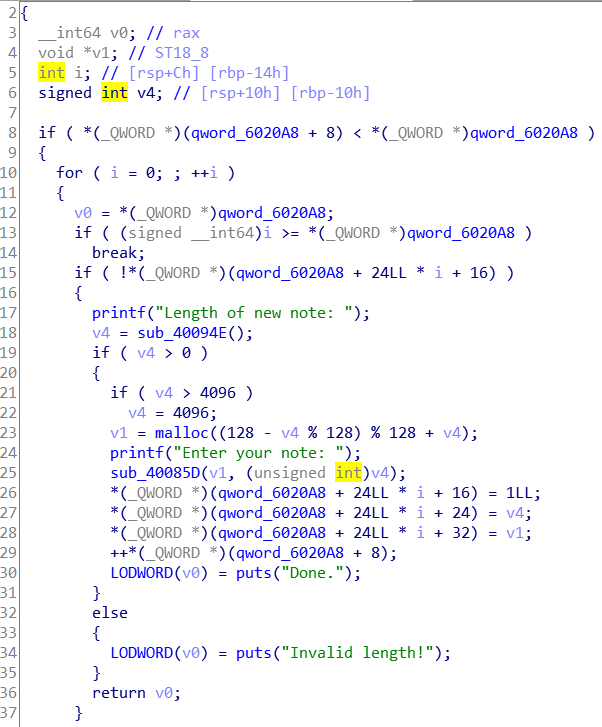 2 {
3 __int64 v0; // rax
4 void *v1; // ST18_8
5 int i; // [rsp+Ch] [rbp-14h]
6 signed int v4; // [rsp+10h] [rbp-10h]
7
8 if ( *(_QWORD *)(qword_6020A8 + 8) < *(_QWORD *)qword_6020A8 )
9 {
10 for ( i = 0; ; ++i )
11 {
12 v0 = *(_QWORD *)qword_6020A8;
13 if ( (signed __int64)i >= *(_QWORD *)qword_6020A8 )
14 break;
15 if ( !*(_QWORD *)(qword_6020A8 + 24LL * i + 16) )
16 {
17 printf("Length of new note: ");
18 v4 = sub_40094E();
19 if ( v4 > 0 )
20 {
21 if ( v4 > 4096 )
22 v4 = 4096;
23 v1 = malloc((128 - v4 % 128) % 128 + v4);
24 printf("Enter your note: ");
25 sub_40085D(v1, (unsigned int)v4);
26 *(_QWORD *)(qword_6020A8 + 24LL * i + 16) = 1LL;
27 *(_QWORD *)(qword_6020A8 + 24LL * i + 24) = v4;
28 *(_QWORD *)(qword_6020A8 + 24LL * i + 32) = v1;
29 ++*(_QWORD *)(qword_6020A8 + 8);
30 LODWORD(v0) = puts("Done.");
31 }
32 else
33 {
34 LODWORD(v0) = puts("Invalid length!");
35 }
36 return v0;
37 }